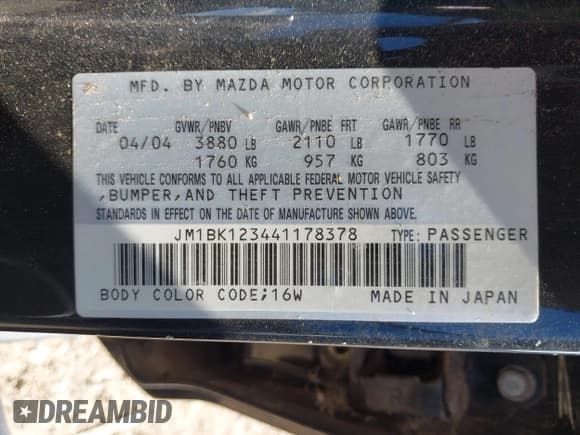 MFD. BY MAZDA MOTOR CORPORATION
DATE GVWR/PNBV GAWR/PNBE FRT GAWR/PNBE RR
04/04 3880 LB 2110 LB 1770 LB
1760 KG 957 KG 803 KG
THIS VEHICLE CONFORMS TO ALL APPLICABLE FEDERAL MOTOR VEHICLE SAFETY
,BUMPER,AND THEFT PREVENTION
STANDARDS IN EFFECT ON THE DATE OF MANUFACTURE SHOWN ABOVE.
JM1BK123441178378 TYPE: PASSENGER
BODY COLOR CODE;16W MADE IN JAPAN
DREAMBID